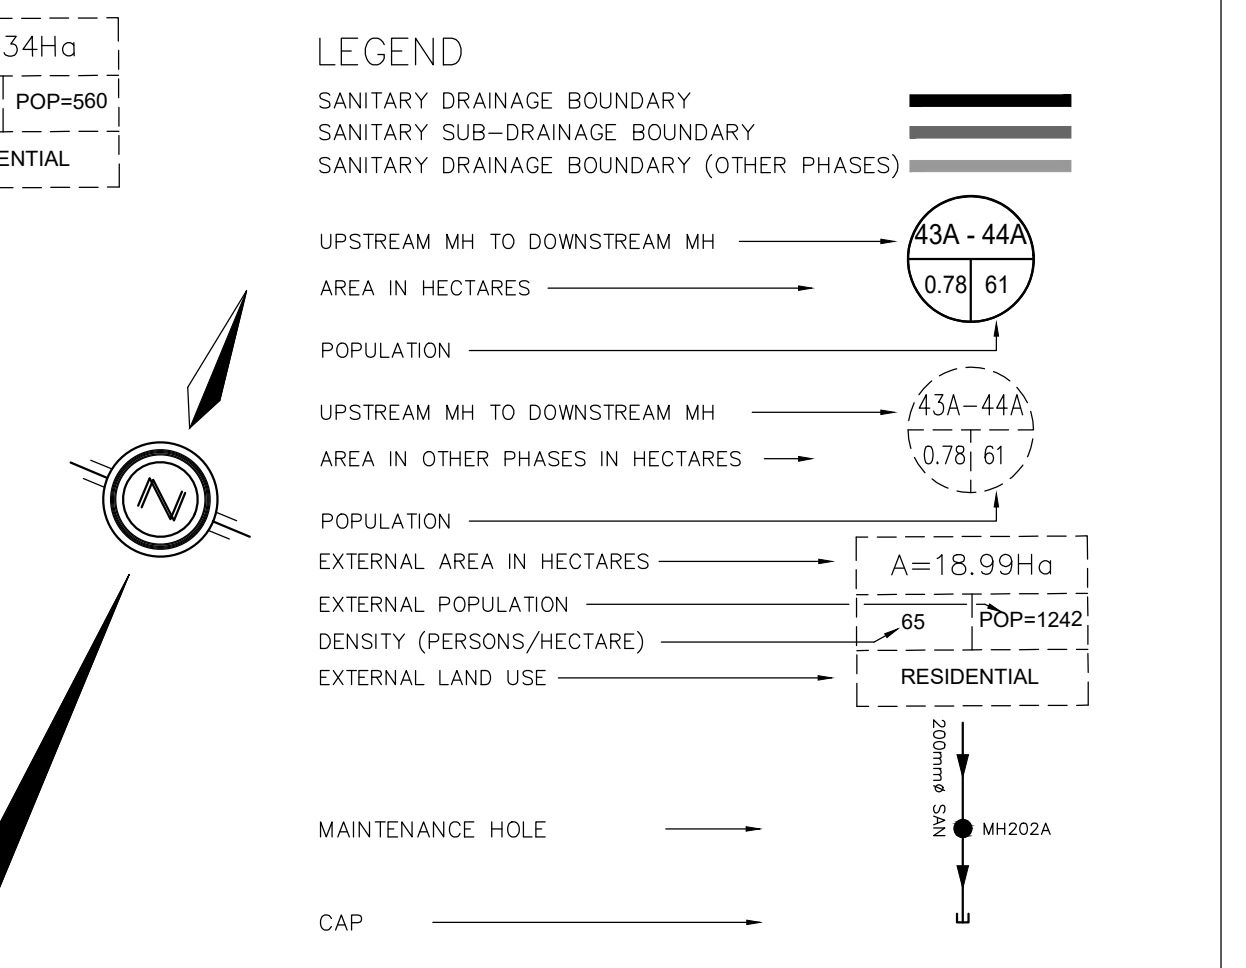 34Ha
POP=560
ENTIAL
LEGEND
SANITARY DRAINAGE BOUNDARY
SANITARY SUB-DRAINAGE BOUNDARY
SANITARY DRAINAGE BOUNDARY (OTHER PHASES)
UPSTREAM MH TO DOWNSTREAM MH
43A - 44A
AREA IN HECTARES
0.78 61
POPULATION
UPSTREAM MH TO DOWNSTREAM MH
43A-44A
AREA IN OTHER PHASES IN HECTARES
0.78 61
POPULATION
EXTERNAL AREA IN HECTARES
A=18.99Ha
EXTERNAL POPULATION
POP=1242
DENSITY (PERSONS/HECTARE)
65
EXTERNAL LAND USE
RESIDENTIAL
200mmø SAN
MAINTENANCE HOLE
MH202A
CAP
N